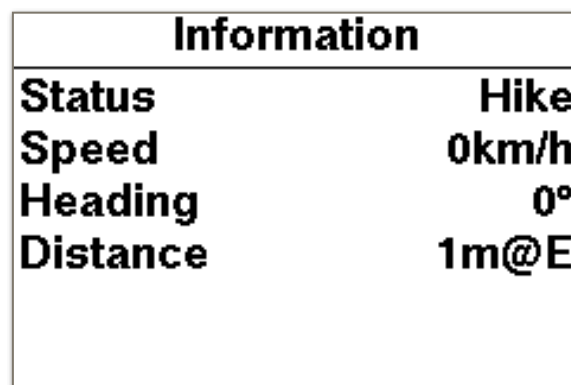 Information
Status Hike
Speed 0km/h
Heading 0°
Distance 1m@E